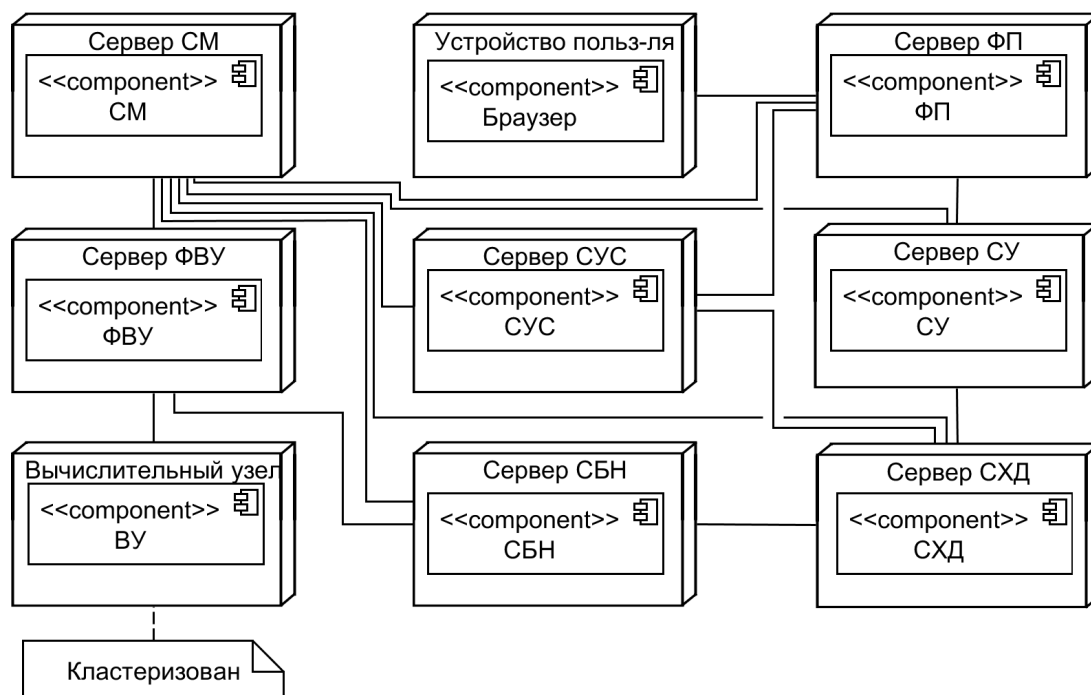 Сервер СМ
<<component>>
СМ
Устройство польз-ля
<<component>>
Браузер
Сервер ФП
<<component>>
ФП
Сервер ФВУ
<<component>>
ФВУ
Сервер СУС
<<component>>
СУС
Сервер СУ
<<component>>
СУ
Вычислительный узел
<<component>>
ВУ
Сервер СБН
<<component>>
СБН
Сервер СХД
<<component>>
СХД
Кластеризован